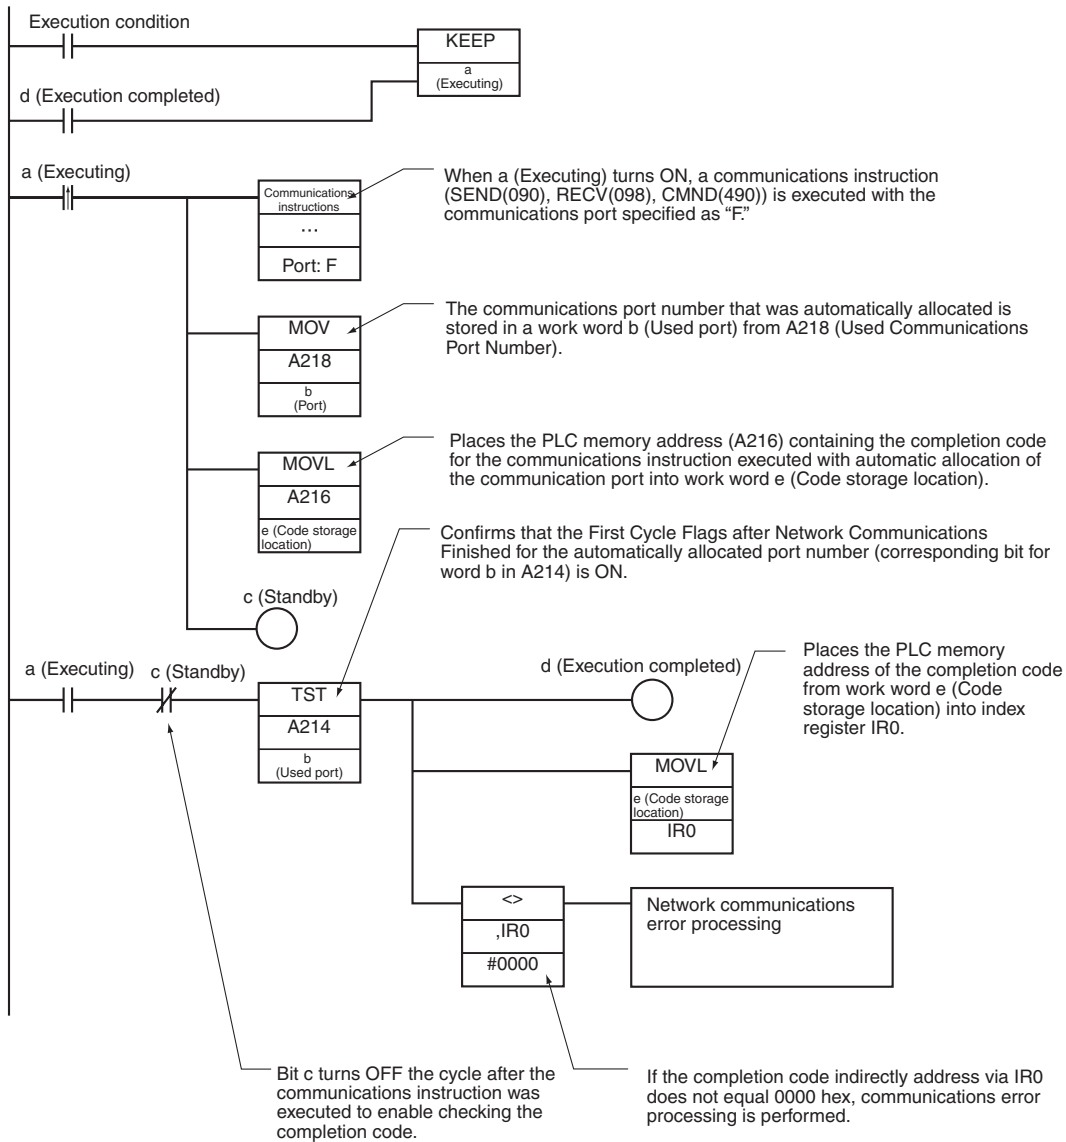 Execution condition
KEEP
a
(Executing)
d (Execution completed)
a (Executing)
Communications
instructions
...
Port: F
When a (Executing) turns ON, a communications instruction
(SEND(090), RECV(098), CMND(490)) is executed with the
communications port specified as “F.”
MOV
A218
b
(Port)
The communications port number that was automatically allocated is
stored in a work word b (Used port) from A218 (Used Communications
Port Number).
MOVL
A216
e (Code storage
location)
Places the PLC memory address (A216) containing the completion code
for the communications instruction executed with automatic allocation of
the communication port into work word e (Code storage location).
Confirms that the First Cycle Flags after Network Communications
Finished for the automatically allocated port number (corresponding bit for
word b in A214) is ON.
c (Standby)
a (Executing)
c (Standby)
TST
A214
b
(Used port)
d (Execution completed)
Places the PLC memory
address of the completion code
from work word e (Code
storage location) into index
register IR0.
MOVL
e (Code storage
location)
IR0
<>
,IR0
#0000
Network communications
error processing
Bit c turns OFF the cycle after the
communications instruction was
executed to enable checking the
completion code.
If the completion code indirectly address via IR0
does not equal 0000 hex, communications error
processing is performed.